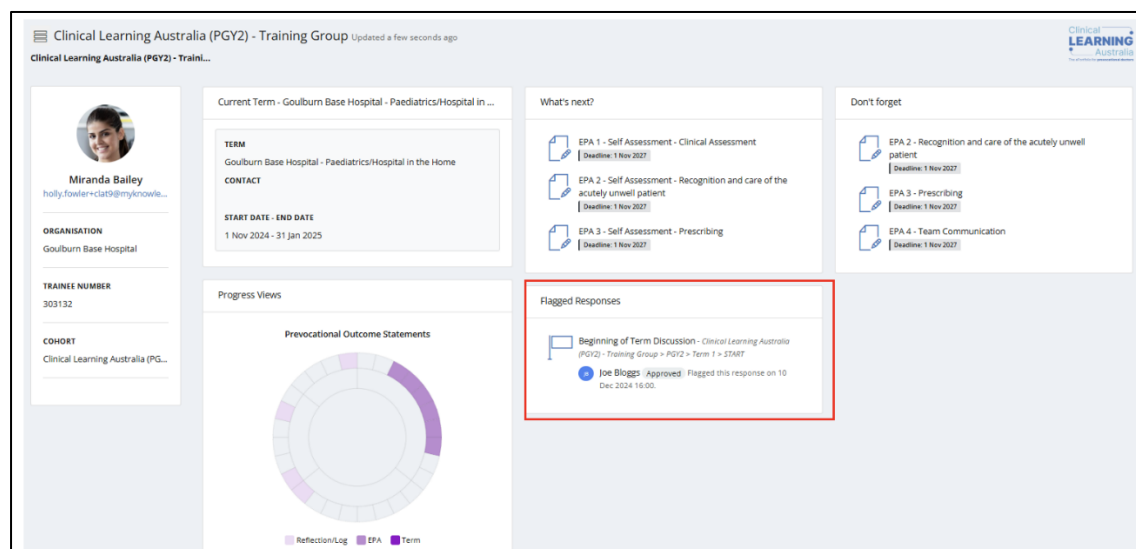 Clinical Learning Australia (PGY2) - Training Group Updated a few seconds ago
Clinical Learning Australia (PGY2) - Traini...
Clinical
LEARNING
Australia
Miranda Bailey
holly.fowler+clat9@myknowle...
ORGANISATION
Goulburn Base Hospital
TRAINEE NUMBER
303132
COHORT
Clinical Learning Australia (PG...
Current Term - Goulburn Base Hospital - Paediatrics/Hospital in ...
TERM
Goulburn Base Hospital - Paediatrics/Hospital in the Home
CONTACT
START DATE - END DATE
1 Nov 2024 - 31 Jan 2025
Progress Views
Prevocational Outcome Statements
Reflection/Log EPA Term
What's next?
EPA 1 - Self Assessment - Clinical Assessment
Deadline: 1 Nov 2027
EPA 2 - Self Assessment - Recognition and care of the
acutely unwell patient
Deadline: 1 Nov 2027
EPA 3 - Self Assessment - Prescribing
Deadline: 1 Nov 2027
Flagged Responses
Beginning of Term Discussion - Clinical Learning Australia
(PGY2) - Training Group > PGY2 > Term 1 > START
Joe Bloggs Approved Flagged this response on 10
Dec 2024 16:00.
Don't forget
EPA 2 - Recognition and care of the acutely unwell
patient
Deadline: 1 Nov 2027
EPA 3 - Prescribing
Deadline: 1 Nov 2027
EPA 4 - Team Communication
Deadline: 1 Nov 2027